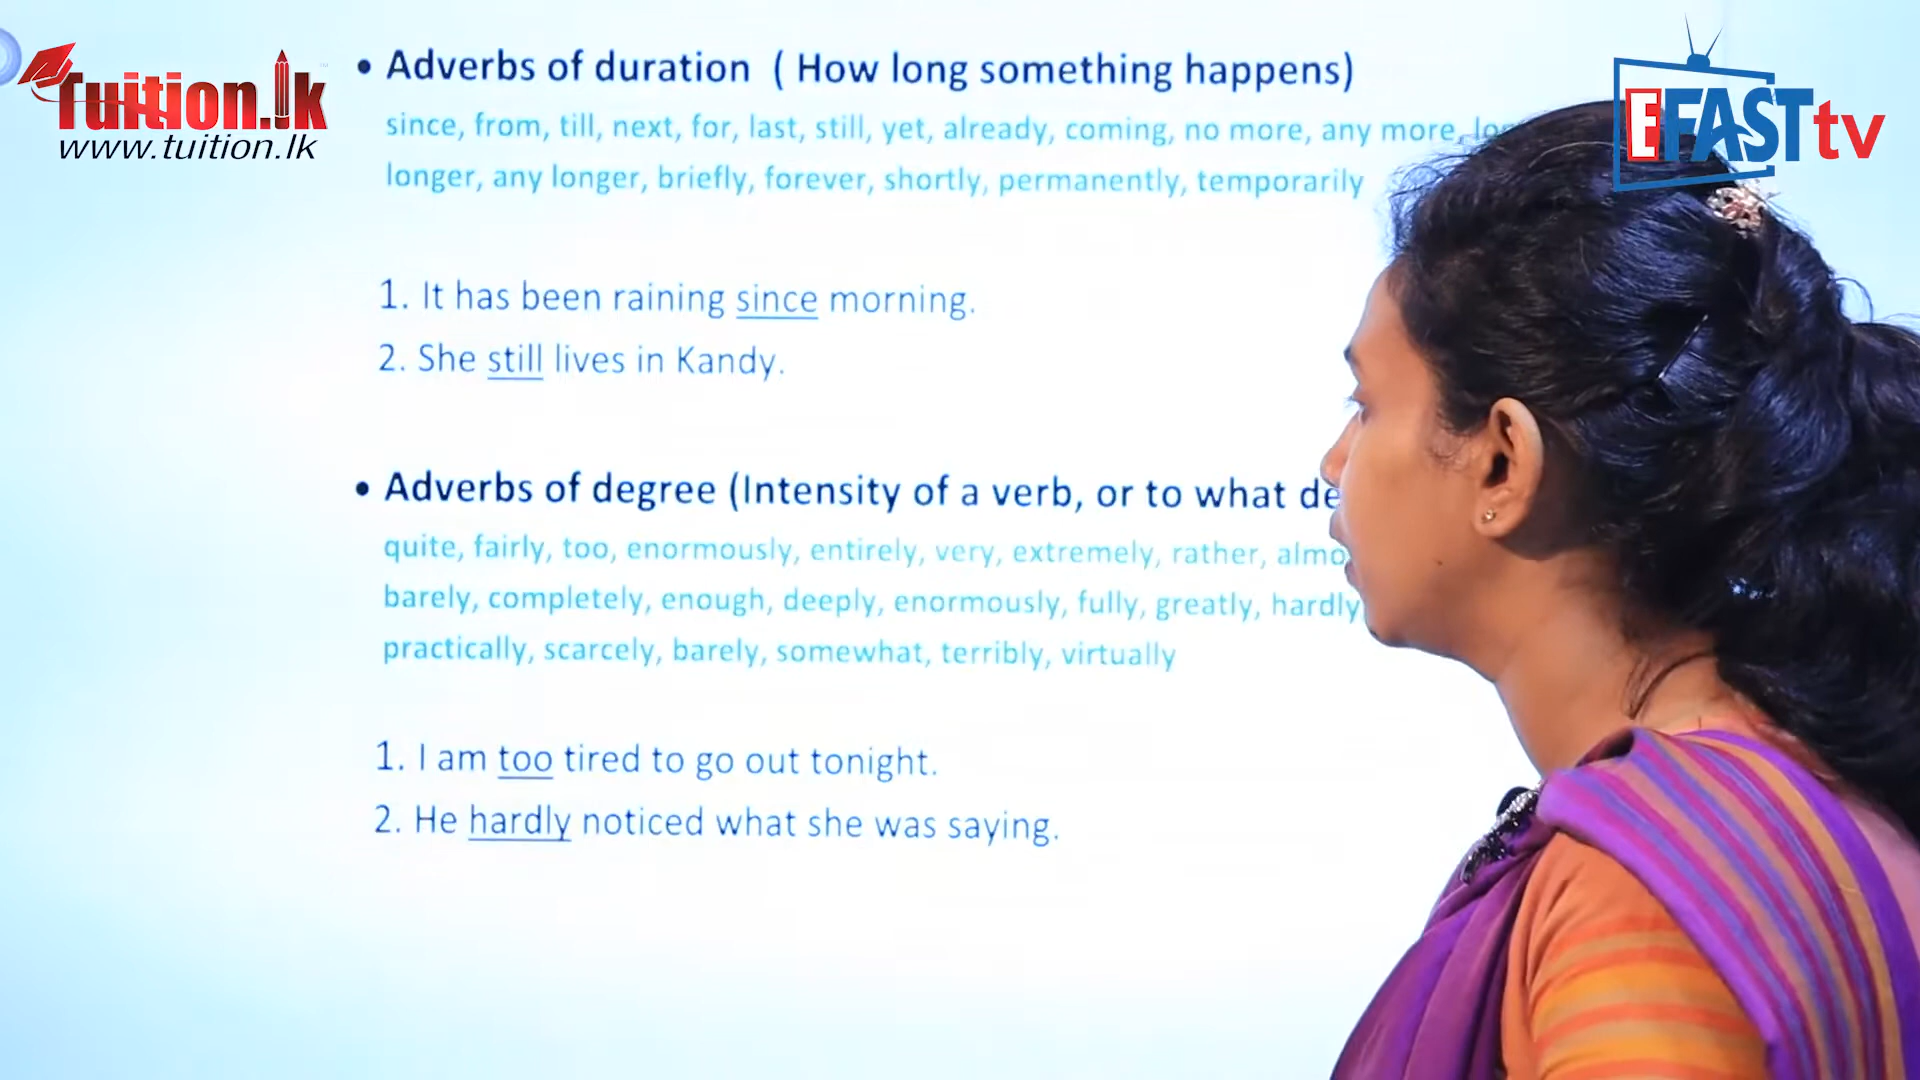 Tuition.lk
www.tuition.lk
EFAST tv
• Adverbs of duration ( How long something happens)
since, from, till, next, for, last, still, yet, already, coming, no more, any more,
longer, any longer, briefly, forever, shortly, permanently, temporarily
1. It has been raining since morning.
2. She still lives in Kandy.
• Adverbs of degree (Intensity of a verb, or to what
quite, fairly, too, enormously, entirely, very, extremely, rather,
barely, completely, enough, deeply, enormously, fully, greatly, hardly
practically, scarcely, barely, somewhat, terribly, virtually
1. I am too tired to go out tonight.
2. He hardly noticed what she was saying.